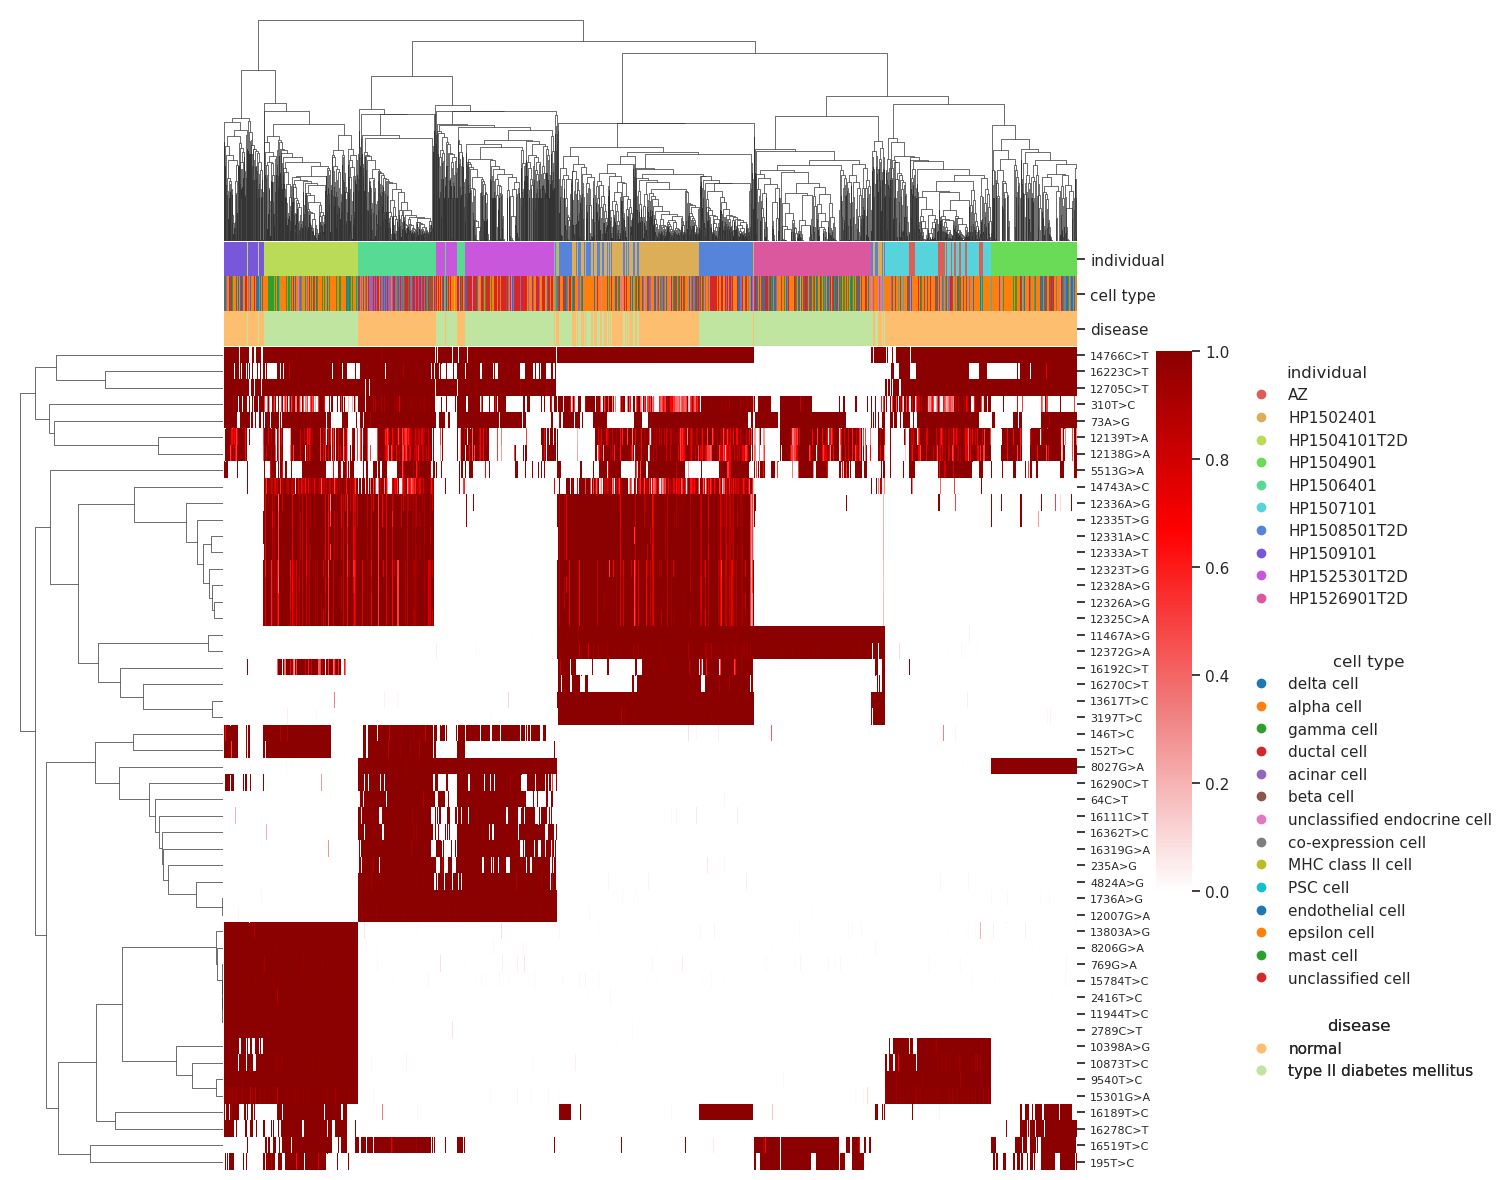 individual
cell type
disease
14766C>T
16223C>T
12705C>T
310T>C
73A>G
12139T>A
12138G>A
5513G>A
14743A>C
12336A>G
12335T>G
12331A>C
12333A>T
12323T>G
12328A>G
12326A>G
12325C>A
11467A>G
12372G>A
16192C>T
16270C>T
13617T>C
3197T>C
146T>C
152T>C
8027G>A
16290C>T
64C>T
16111C>T
16362T>C
16319G>A
235A>G
4824A>G
1736A>G
12007G>A
13803A>G
8206G>A
769G>A
15784T>C
2416T>C
11944T>C
2789C>T
10398A>G
10873T>C
9540T>C
15301G>A
16189T>C
16278C>T
16519T>C
195T>C
1.0
0.8
0.6
0.4
0.2
0.0
individual
AZ
HP1502401
HP1504101T2D
HP1504901
HP1506401
HP1507101
HP1508501T2D
HP1509101
HP1525301T2D
HP1526901T2D
cell type
delta cell
alpha cell
gamma cell
ductal cell
acinar cell
beta cell
unclassified endocrine cell
co-expression cell
MHC class II cell
PSC cell
endothelial cell
epsilon cell
mast cell
unclassified cell
disease
normal
type II diabetes mellitus